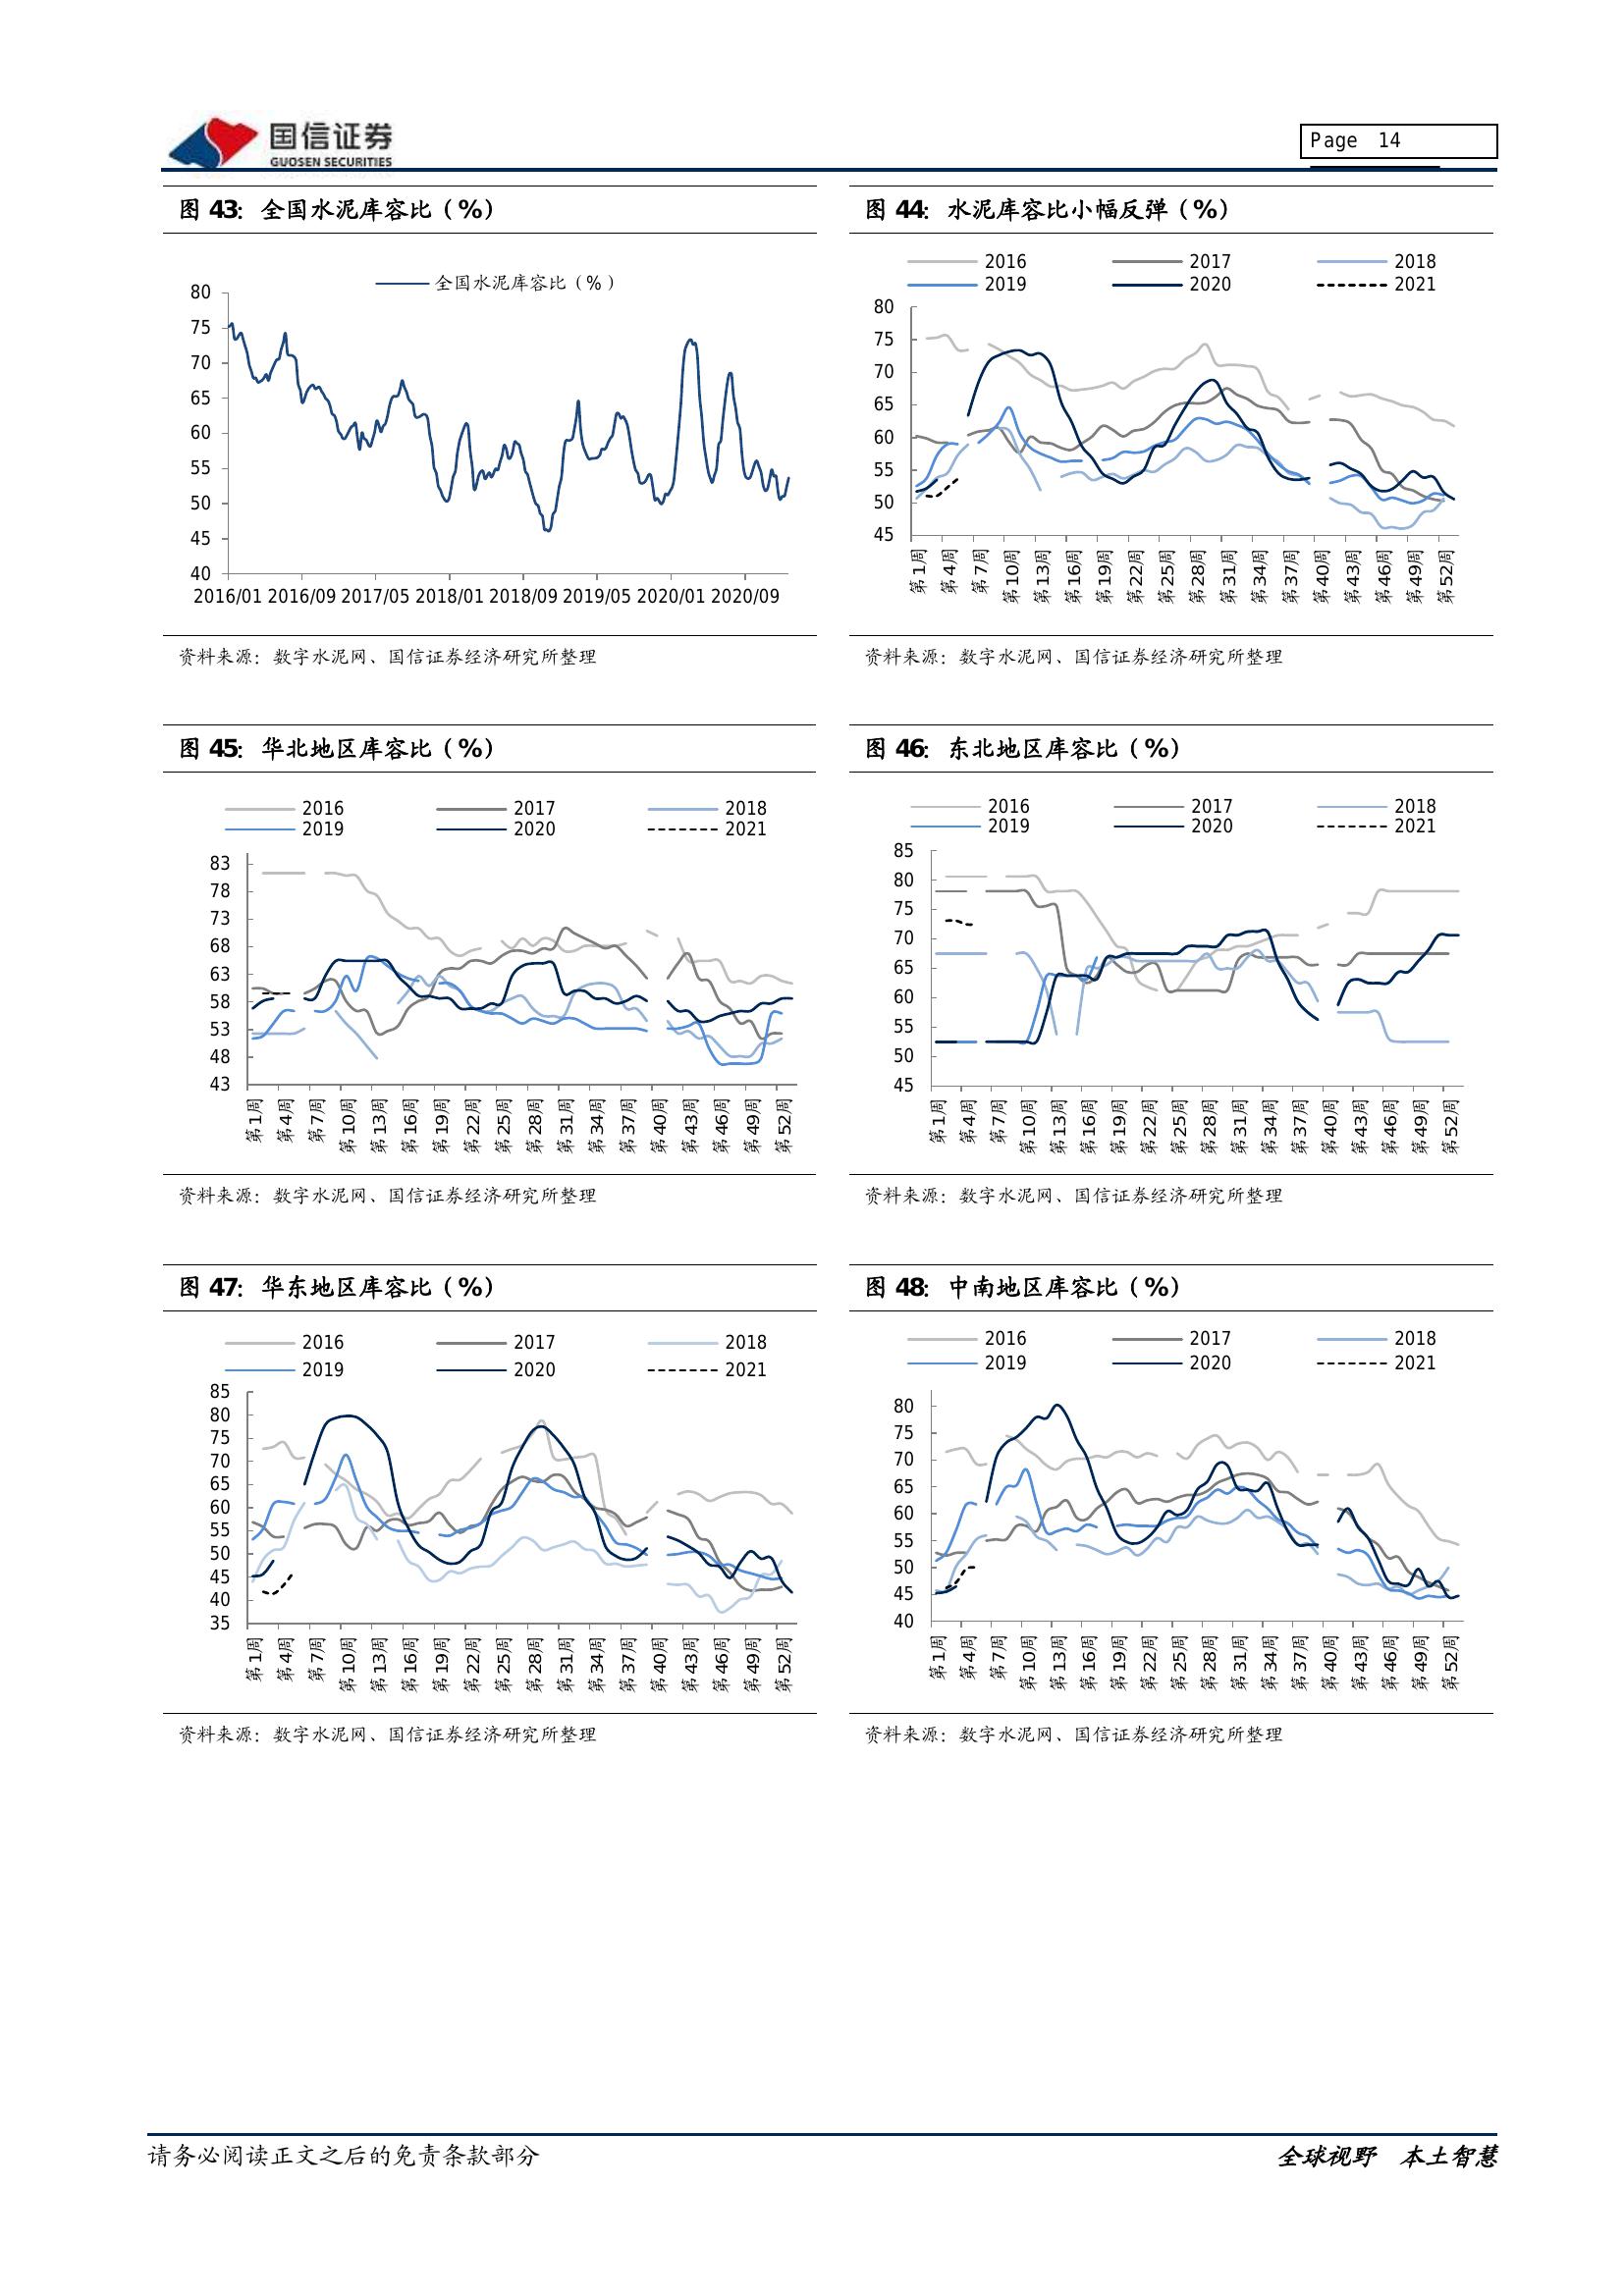 国信证券
GUOSEN SECURITIES
Page 14
图 43: 全国水泥库容比（%）
全国水泥库容比（%）
80
75
70
65
60
55
50
45
40
2016/01 2016/09 2017/05 2018/01 2018/09 2019/05 2020/01 2020/09
资料来源：数字水泥网、国信证券经济研究所整理
图 44: 水泥库容比小幅反弹（%）
2016 2017 2018
2019 2020 2021
80
75
70
65
60
55
50
45
第1周 第4周 第7周 第10周 第13周 第16周 第19周 第22周 第25周 第28周 第31周 第34周 第37周 第40周 第43周 第46周 第49周 第52周
资料来源：数字水泥网、国信证券经济研究所整理
图 45: 华北地区库容比（%）
2016 2017 2018
2019 2020 2021
83
78
73
68
63
58
53
48
43
第1周 第4周 第7周 第10周 第13周 第16周 第19周 第22周 第25周 第28周 第31周 第34周 第37周 第40周 第43周 第46周 第49周 第52周
资料来源：数字水泥网、国信证券经济研究所整理
图 46: 东北地区库容比（%）
2016 2017 2018
2019 2020 2021
85
80
75
70
65
60
55
50
45
第1周 第4周 第7周 第10周 第13周 第16周 第19周 第22周 第25周 第28周 第31周 第34周 第37周 第40周 第43周 第46周 第49周 第52周
资料来源：数字水泥网、国信证券经济研究所整理
图 47: 华东地区库容比（%）
2016 2017 2018
2019 2020 2021
85
80
75
70
65
60
55
50
45
40
35
第1周 第4周 第7周 第10周 第13周 第16周 第19周 第22周 第25周 第28周 第31周 第34周 第37周 第40周 第43周 第46周 第49周 第52周
资料来源：数字水泥网、国信证券经济研究所整理
图 48: 中南地区库容比（%）
2016 2017 2018
2019 2020 2021
80
75
70
65
60
55
50
45
40
第1周 第4周 第7周 第10周 第13周 第16周 第19周 第22周 第25周 第28周 第31周 第34周 第37周 第40周 第43周 第46周 第49周 第52周
资料来源：数字水泥网、国信证券经济研究所整理
请务必阅读正文之后的免责条款部分
全球视野 本土智慧